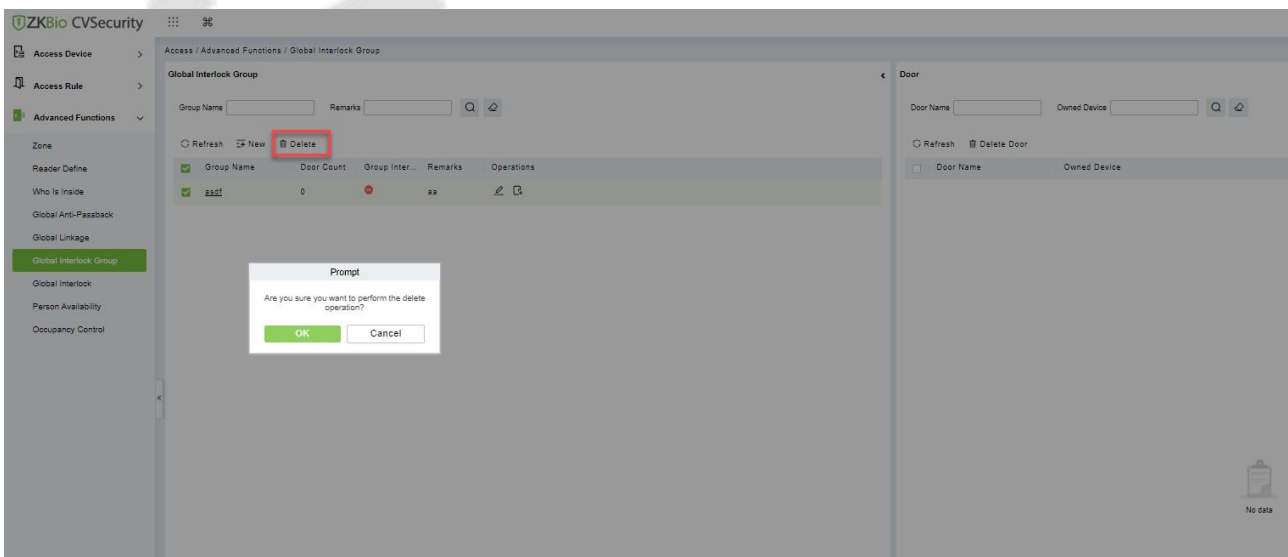 ZKBio CVSecurity
Access Device
Access Rule
Advanced Functions
Zone
Reader Define
Who Is Inside
Global Anti-Passback
Global Linkage
Global Interlock Group
Global Interlock
Person Availability
Occupancy Control
Access / Advanced Functions / Global Interlock Group
Global Interlock Group
Group Name Remarks
Refresh New Delete
Group Name Door Count Group Inter... Remarks Operations
asdf 0 aa
Prompt
Are you sure you want to perform the delete
operation?
OK Cancel
Door
Door Name Owned Device
Refresh Delete Door
Door Name Owned Device
No data